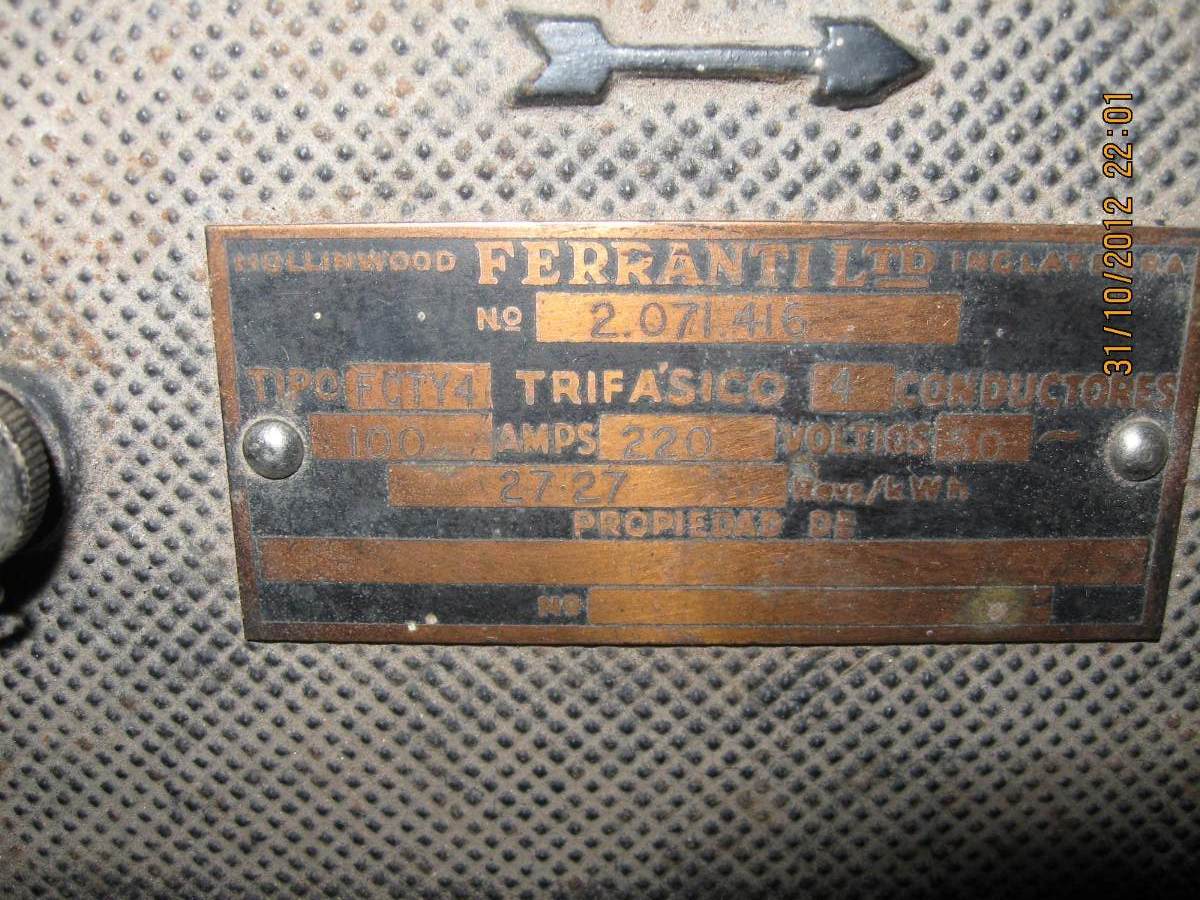 HOLLINWOOD FERRANTI LTD INGLATERRA
No 2.071.416
TIPO FCTY4 TRIFÁSICO 4 CONDUCTORES
100 AMPS 220 VOLTIOS 50 ~
27.27 Revs/kWh
PROPIEDAD DE
NO
31/10/2012 22:01